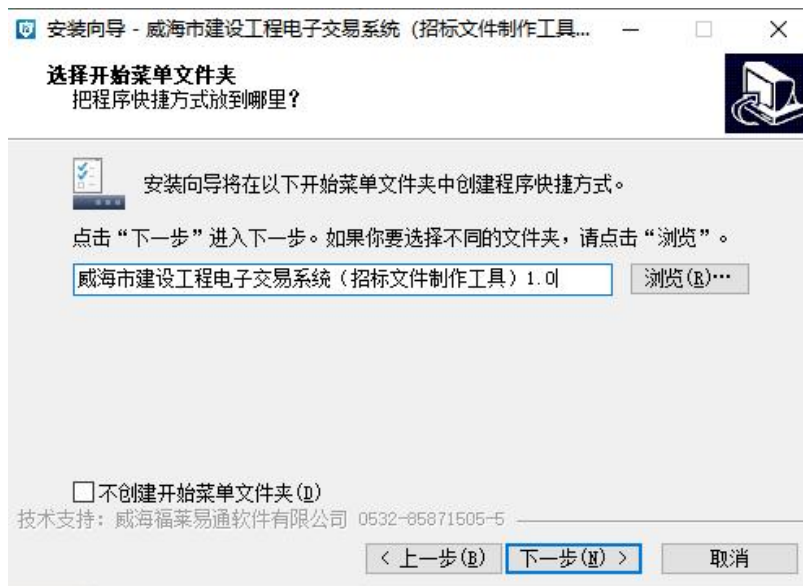 安装向导 - 威海市建设工程电子交易系统（招标文件制作工具...
选择开始菜单文件夹
把程序快捷方式放到哪里？
安装向导将在以下开始菜单文件夹中创建程序快捷方式。
点击“下一步”进入下一步。如果你要选择不同的文件夹，请点击“浏览”。
威海市建设工程电子交易系统（招标文件制作工具）1.0
浏览(R)...
不创建开始菜单文件夹(D)
技术支持：威海福莱易通软件有限公司 0532-85871505-5
< 上一步(B) 下一步(N) > 取消